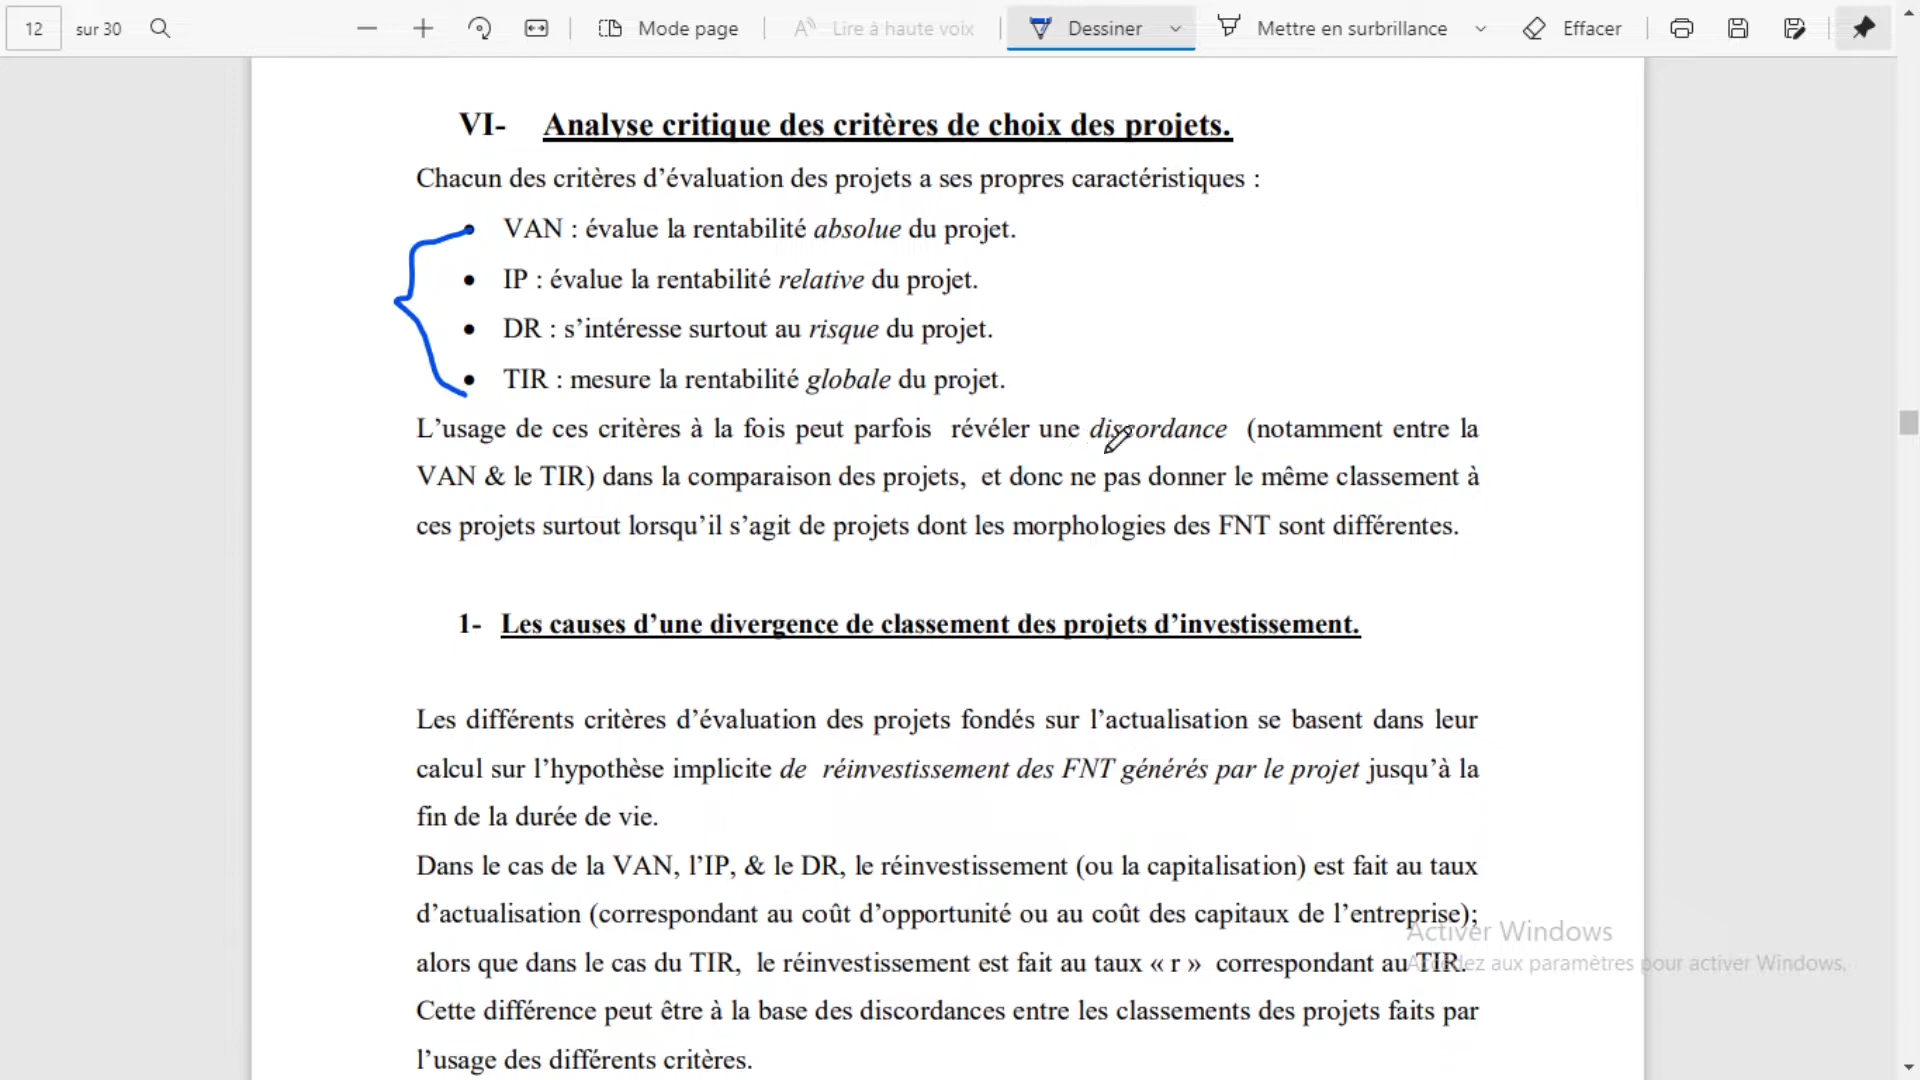 12 sur 30 Mode page Lire à haute voix Dessiner Mettre en surbrillance Effacer
VI- Analyse critique des critères de choix des projets.
Chacun des critères d’évaluation des projets a ses propres caractéristiques :
• VAN : évalue la rentabilité absolue du projet.
• IP : évalue la rentabilité relative du projet.
• DR : s’intéresse surtout au risque du projet.
• TIR : mesure la rentabilité globale du projet.
L’usage de ces critères à la fois peut parfois révéler une discordance (notamment entre la
VAN & le TIR) dans la comparaison des projets, et donc ne pas donner le même classement à
ces projets surtout lorsqu’il s’agit de projets dont les morphologies des FNT sont différentes.
1- Les causes d’une divergence de classement des projets d’investissement.
Les différents critères d’évaluation des projets fondés sur l’actualisation se basent dans leur
calcul sur l’hypothèse implicite de réinvestissement des FNT générés par le projet jusqu’à la
fin de la durée de vie.
Dans le cas de la VAN, l’IP, & le DR, le réinvestissement (ou la capitalisation) est fait au taux
d’actualisation (correspondant au coût d’opportunité ou au coût des capitaux de l’entreprise);
Activer Windows
alors que dans le cas du TIR, le réinvestissement est fait au taux « r » correspondant au TIR.
Accédez aux paramètres pour activer Windows.
Cette différence peut être à la base des discordances entre les classements des projets faits par
l’usage des différents critères.